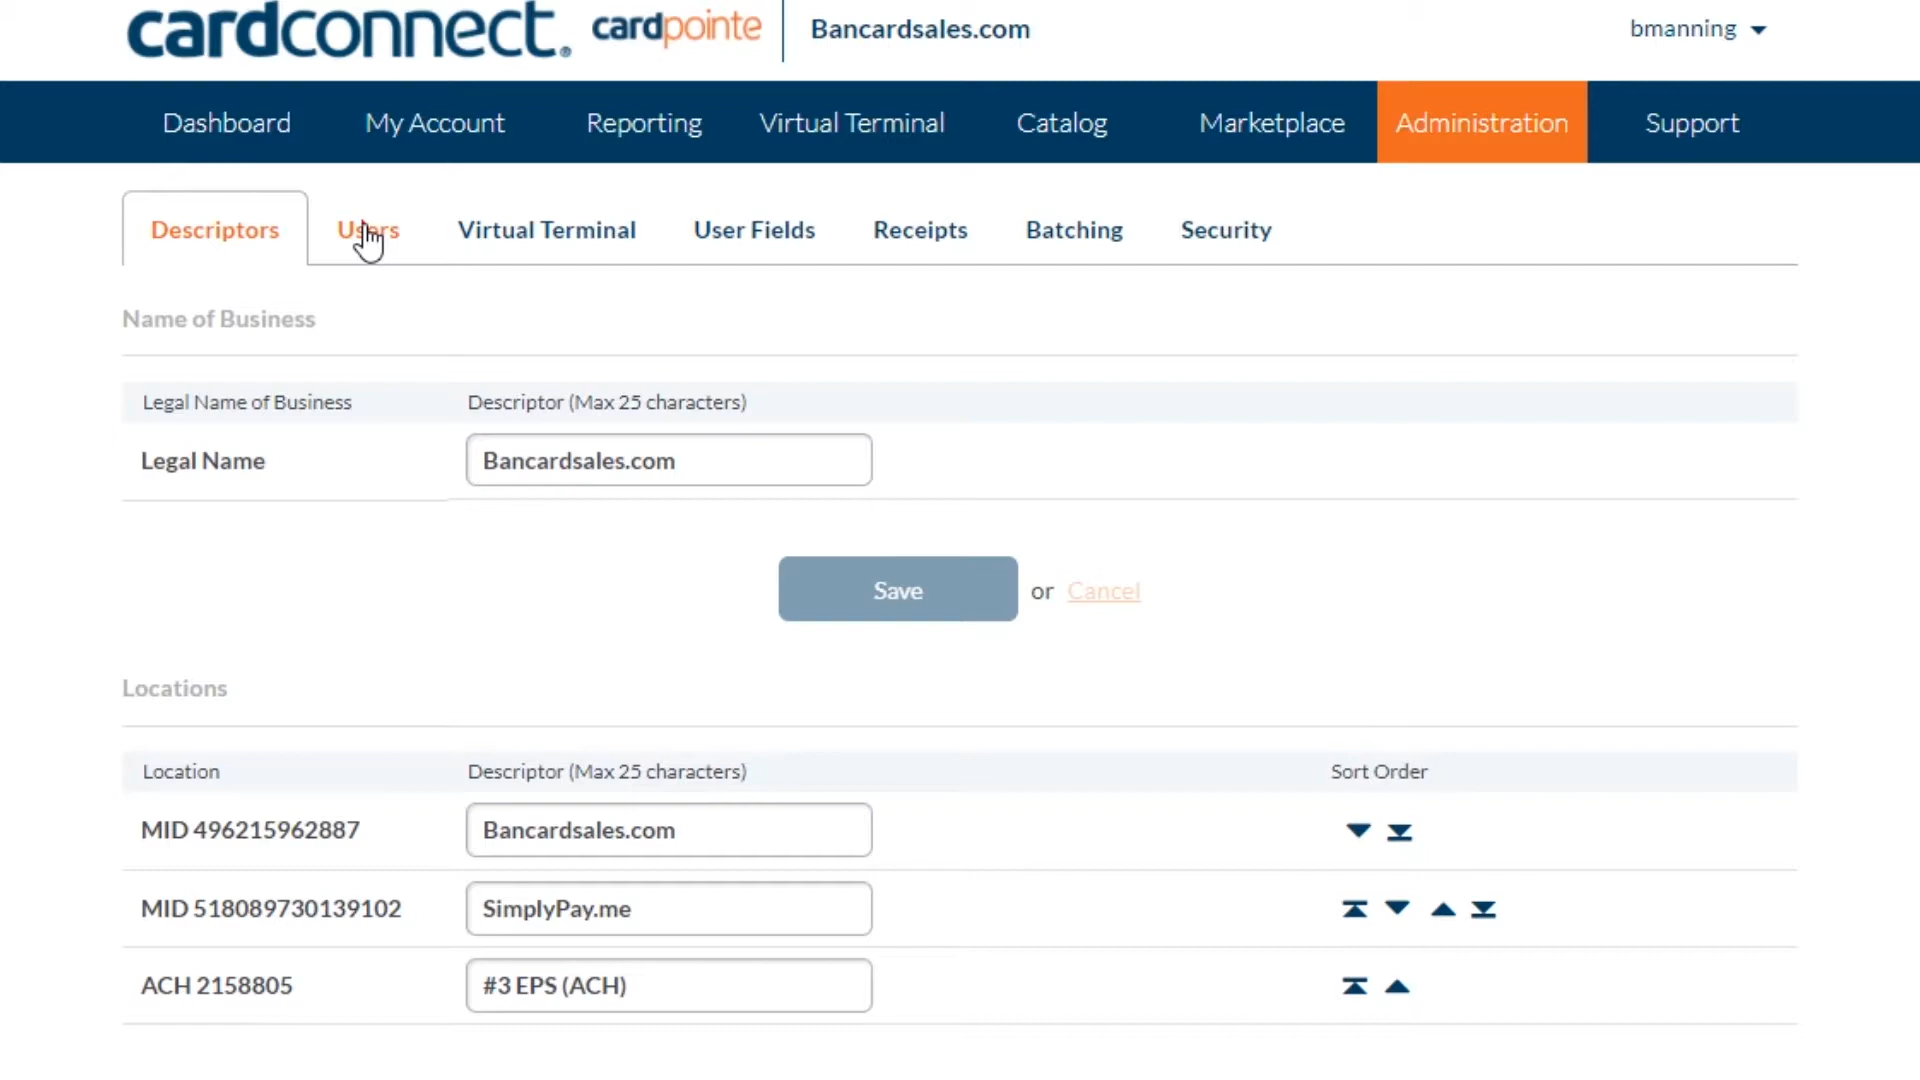 cardconnect.® cardpointe Bancardsales.com bmanning
Dashboard My Account Reporting Virtual Terminal Catalog Marketplace Administration Support
Descriptors Users Virtual Terminal User Fields Receipts Batching Security
Name of Business
Legal Name of Business Descriptor (Max 25 characters)
Legal Name Bancardsales.com
Save or Cancel
Locations
Location Descriptor (Max 25 characters) Sort Order
MID 496215962887 Bancardsales.com
MID 518089730139102 SimplyPay.me
ACH 2158805 #3 EPS (ACH)